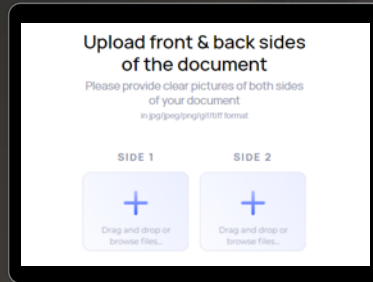 Upload front & back sides
of the document
Please provide clear pictures of both sides
of your document
in jpg/jpeg/png/gif/tiff format
SIDE 1 SIDE 2
Drag and drop or Drag and drop or
browse files... browse files...